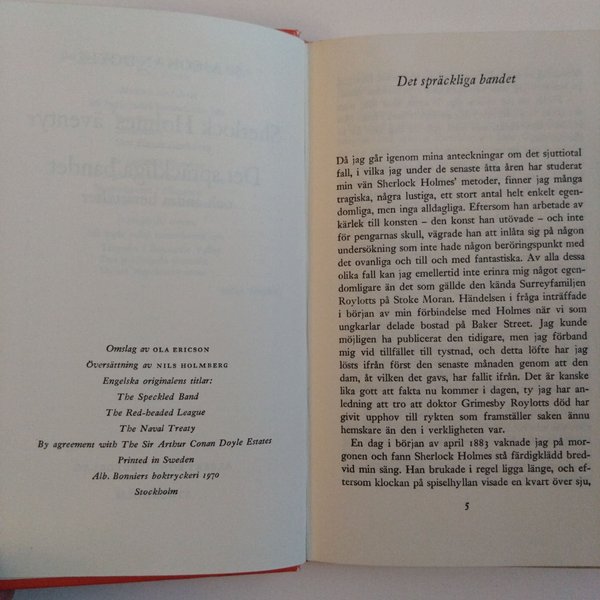 Omslag av OLA ERICSON
Översättning av NILS HOLMBERG
Engelska originalens titlar:
The Speckled Band
The Red-headed League
The Naval Treaty
By agreement with The Sir Arthur Conan Doyle Estates
Printed in Sweden
Alb. Bonniers boktryckeri 1970
Stockholm
Det spräckliga bandet
Då jag går igenom mina anteckningar om det sjuttiotal
fall, i vilka jag under de senaste åtta åren har studerat
min vän Sherlock Holmes' metoder, finner jag många
tragiska, några lustiga, ett stort antal helt enkelt egen-
domliga, men inga alldagliga. Eftersom han arbetade av
kärlek till konsten – den konst han utövade – och inte
för pengarnas skull, vägrade han att inlåta sig på någon
undersökning som inte hade någon beröringspunkt med
det ovanliga och till och med fantastiska. Av alla dessa
olika fall kan jag emellertid inte erinra mig något egen-
domligare än det som gällde den kända Surreyfamiljen
Roylotts på Stoke Moran. Händelsen i fråga inträffade
i början av min förbindelse med Holmes när vi som
ungkarlar delade bostad på Baker Street. Jag kunde
möjligen ha publicerat den tidigare, men jag förband
mig vid tillfället till tystnad, och detta löfte har jag
lösts ifrån först den senaste månaden genom att den
dam, åt vilken det gavs, har fallit ifrån. Det är kanske
lika gott att fakta nu kommer i dagen, ty jag har an-
ledning att tro att doktor Grimesby Roylotts död har
givit upphov till rykten som framställer saken ännu
hemskare än den i verkligheten var.
En dag i början av april 1883 vaknade jag på mor-
gonen och fann Sherlock Holmes stå färdigklädd bred-
vid min säng. Han brukade i regel ligga länge, och ef-
tersom klockan på spiselhyllan visade en kvart över sju,
5